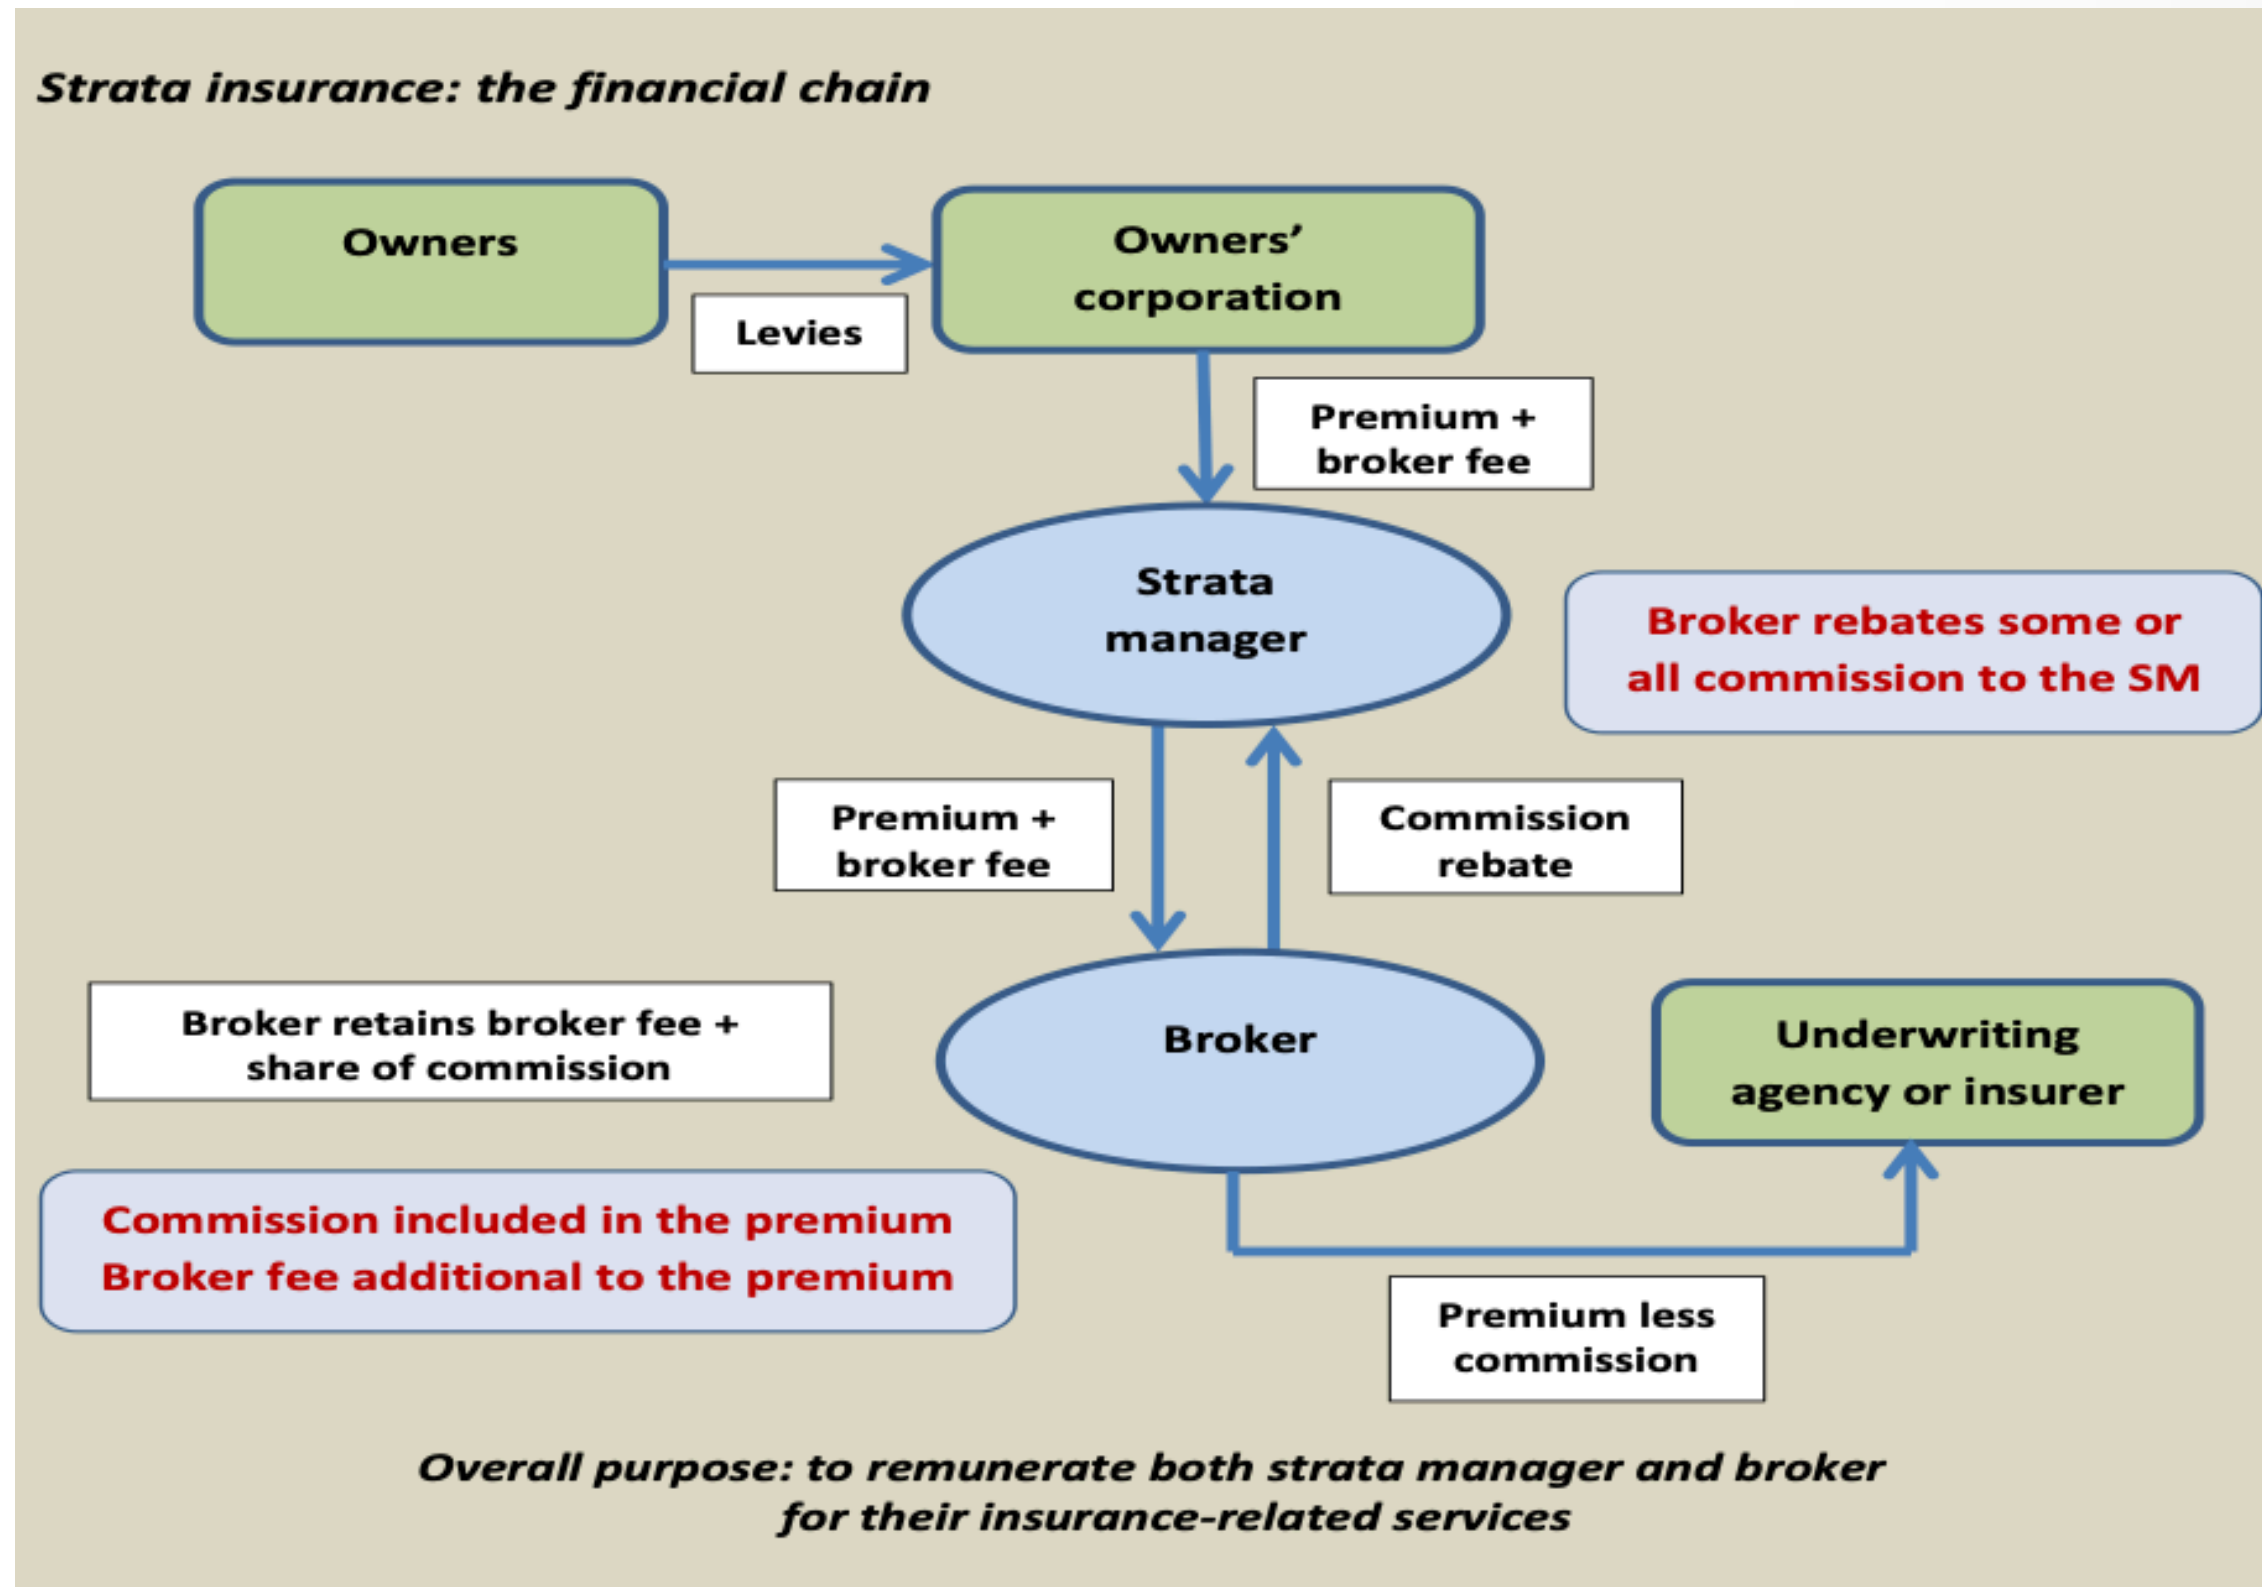 Strata insurance: the financial chain
Owners
Owners’
corporation
Levies
Premium +
broker fee
Strata
manager
Broker rebates some or
all commission to the SM
Premium +
broker fee
Commission
rebate
Broker retains broker fee +
share of commission
Broker
Underwriting
agency or insurer
Commission included in the premium
Broker fee additional to the premium
Premium less
commission
Overall purpose: to remunerate both strata manager and broker
for their insurance-related services